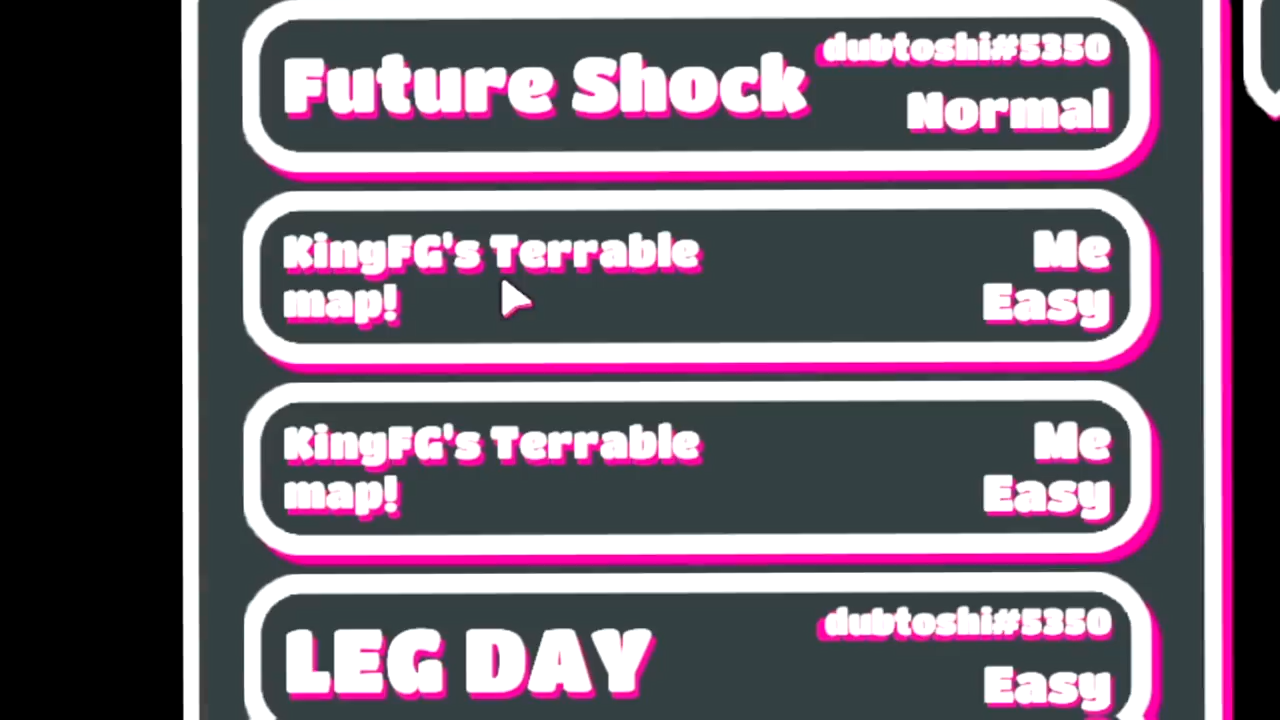 Future Shock
dubtoshi#5350
Normal
KingFG's Terrable
map!
Me
Easy
KingFG's Terrable
map!
Me
Easy
LEG DAY
dubtoshi#5350
Easy